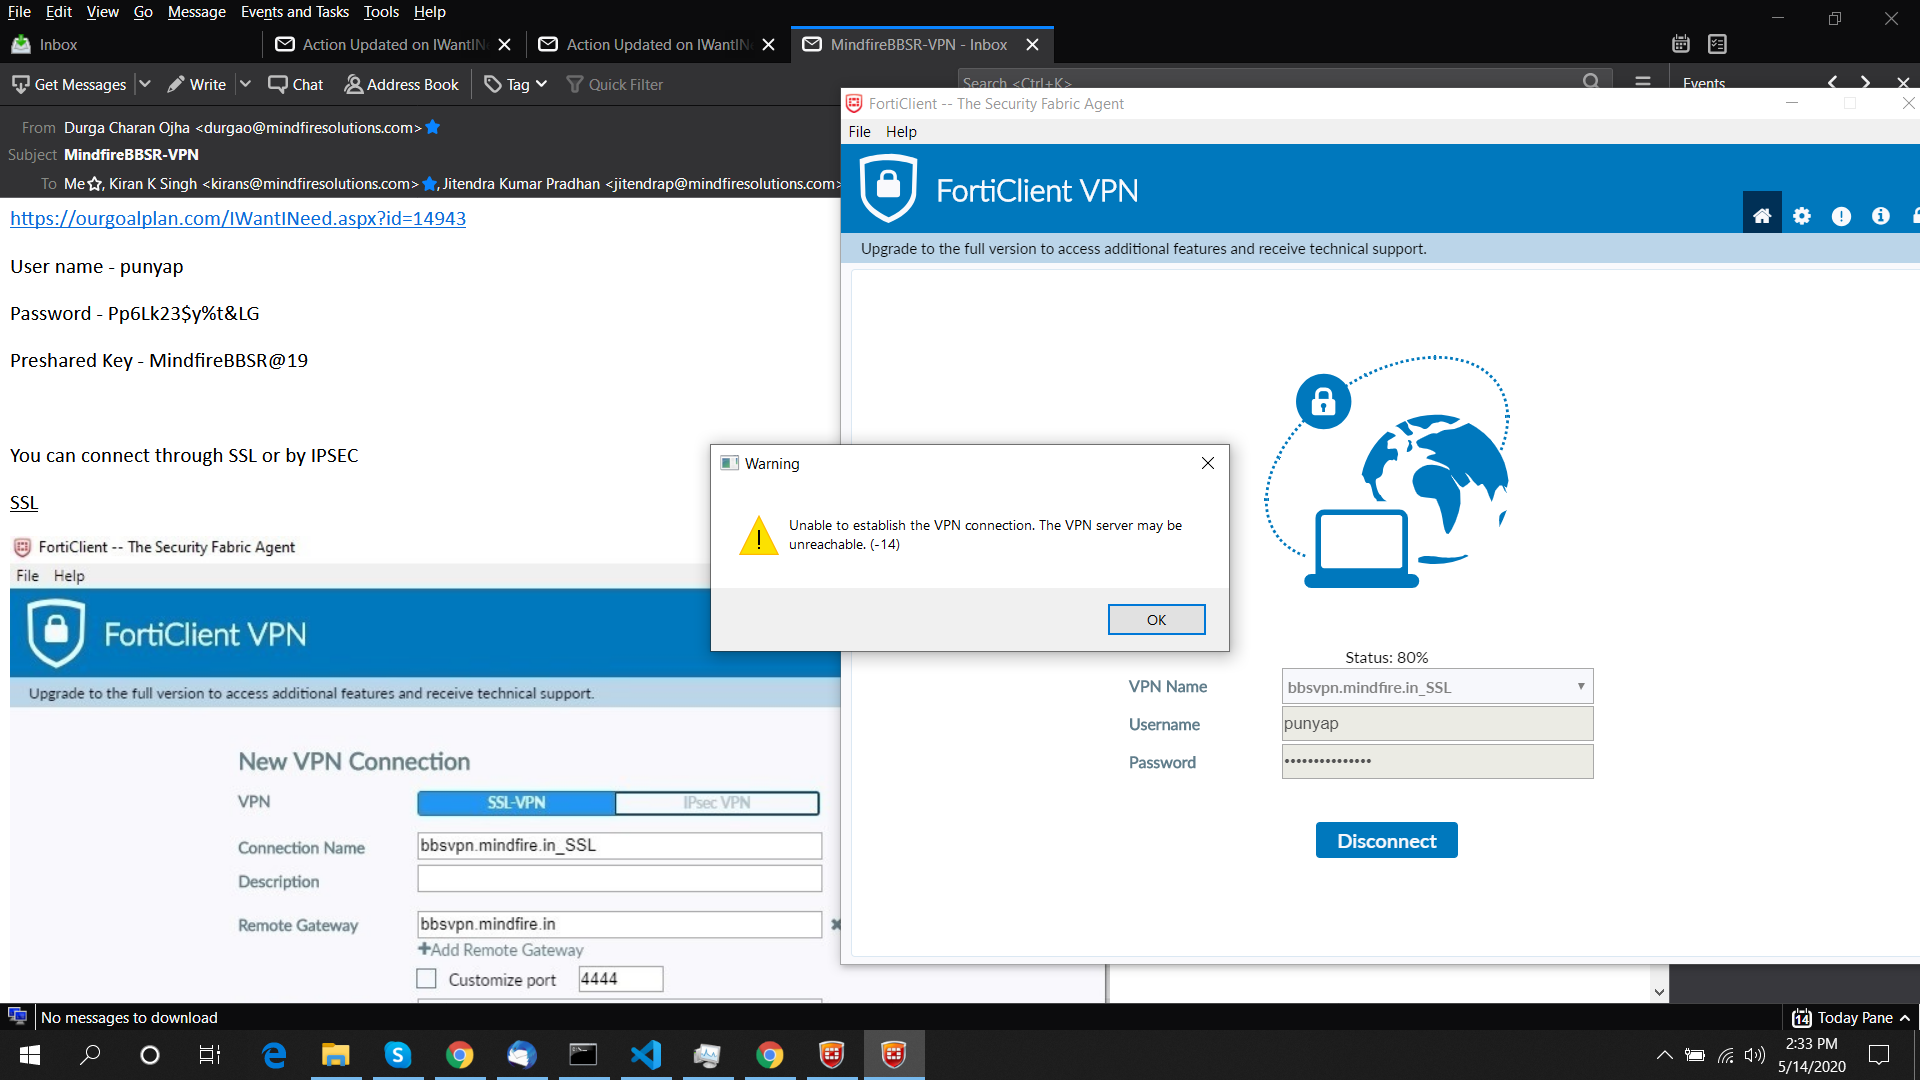 File Edit View Go Message Events and Tasks Tools Help
Inbox
Action Updated on IWantIN
Action Updated on IWantIN
MindfireBBSR-VPN - Inbox
Get Messages Write Chat Address Book Tag Quick Filter
Search <Ctrl+K>
Events
From Durga Charan Ojha <durgao@mindfiresolutions.com>
Subject MindfireBBSR-VPN
To Me, Kiran K Singh <kirans@mindfiresolutions.com>, Jitendra Kumar Pradhan <jitendrap@mindfiresolutions.com>
https://ourgoalplan.com/IWantINeed.aspx?id=14943
User name - punyap
Password - Pp6Lk23$y%t&LG
Preshared Key - MindfireBBSR@19
You can connect through SSL or by IPSEC
SSL
FortiClient -- The Security Fabric Agent
File Help
FortiClient VPN
Upgrade to the full version to access additional features and receive technical support.
New VPN Connection
VPN
SSL-VPN
IPsec VPN
Connection Name
bbsvpn.mindfire.in_SSL
Description
Remote Gateway
bbsvpn.mindfire.in
+Add Remote Gateway
Customize port
4444
FortiClient -- The Security Fabric Agent
File Help
FortiClient VPN
Upgrade to the full version to access additional features and receive technical support.
Warning
Unable to establish the VPN connection. The VPN server may be
unreachable. (-14)
OK
Status: 80%
VPN Name
bbsvpn.mindfire.in_SSL
Username
punyap
Password
•••••••••••••••
Disconnect
No messages to download
14 Today Pane
2:33 PM
5/14/2020